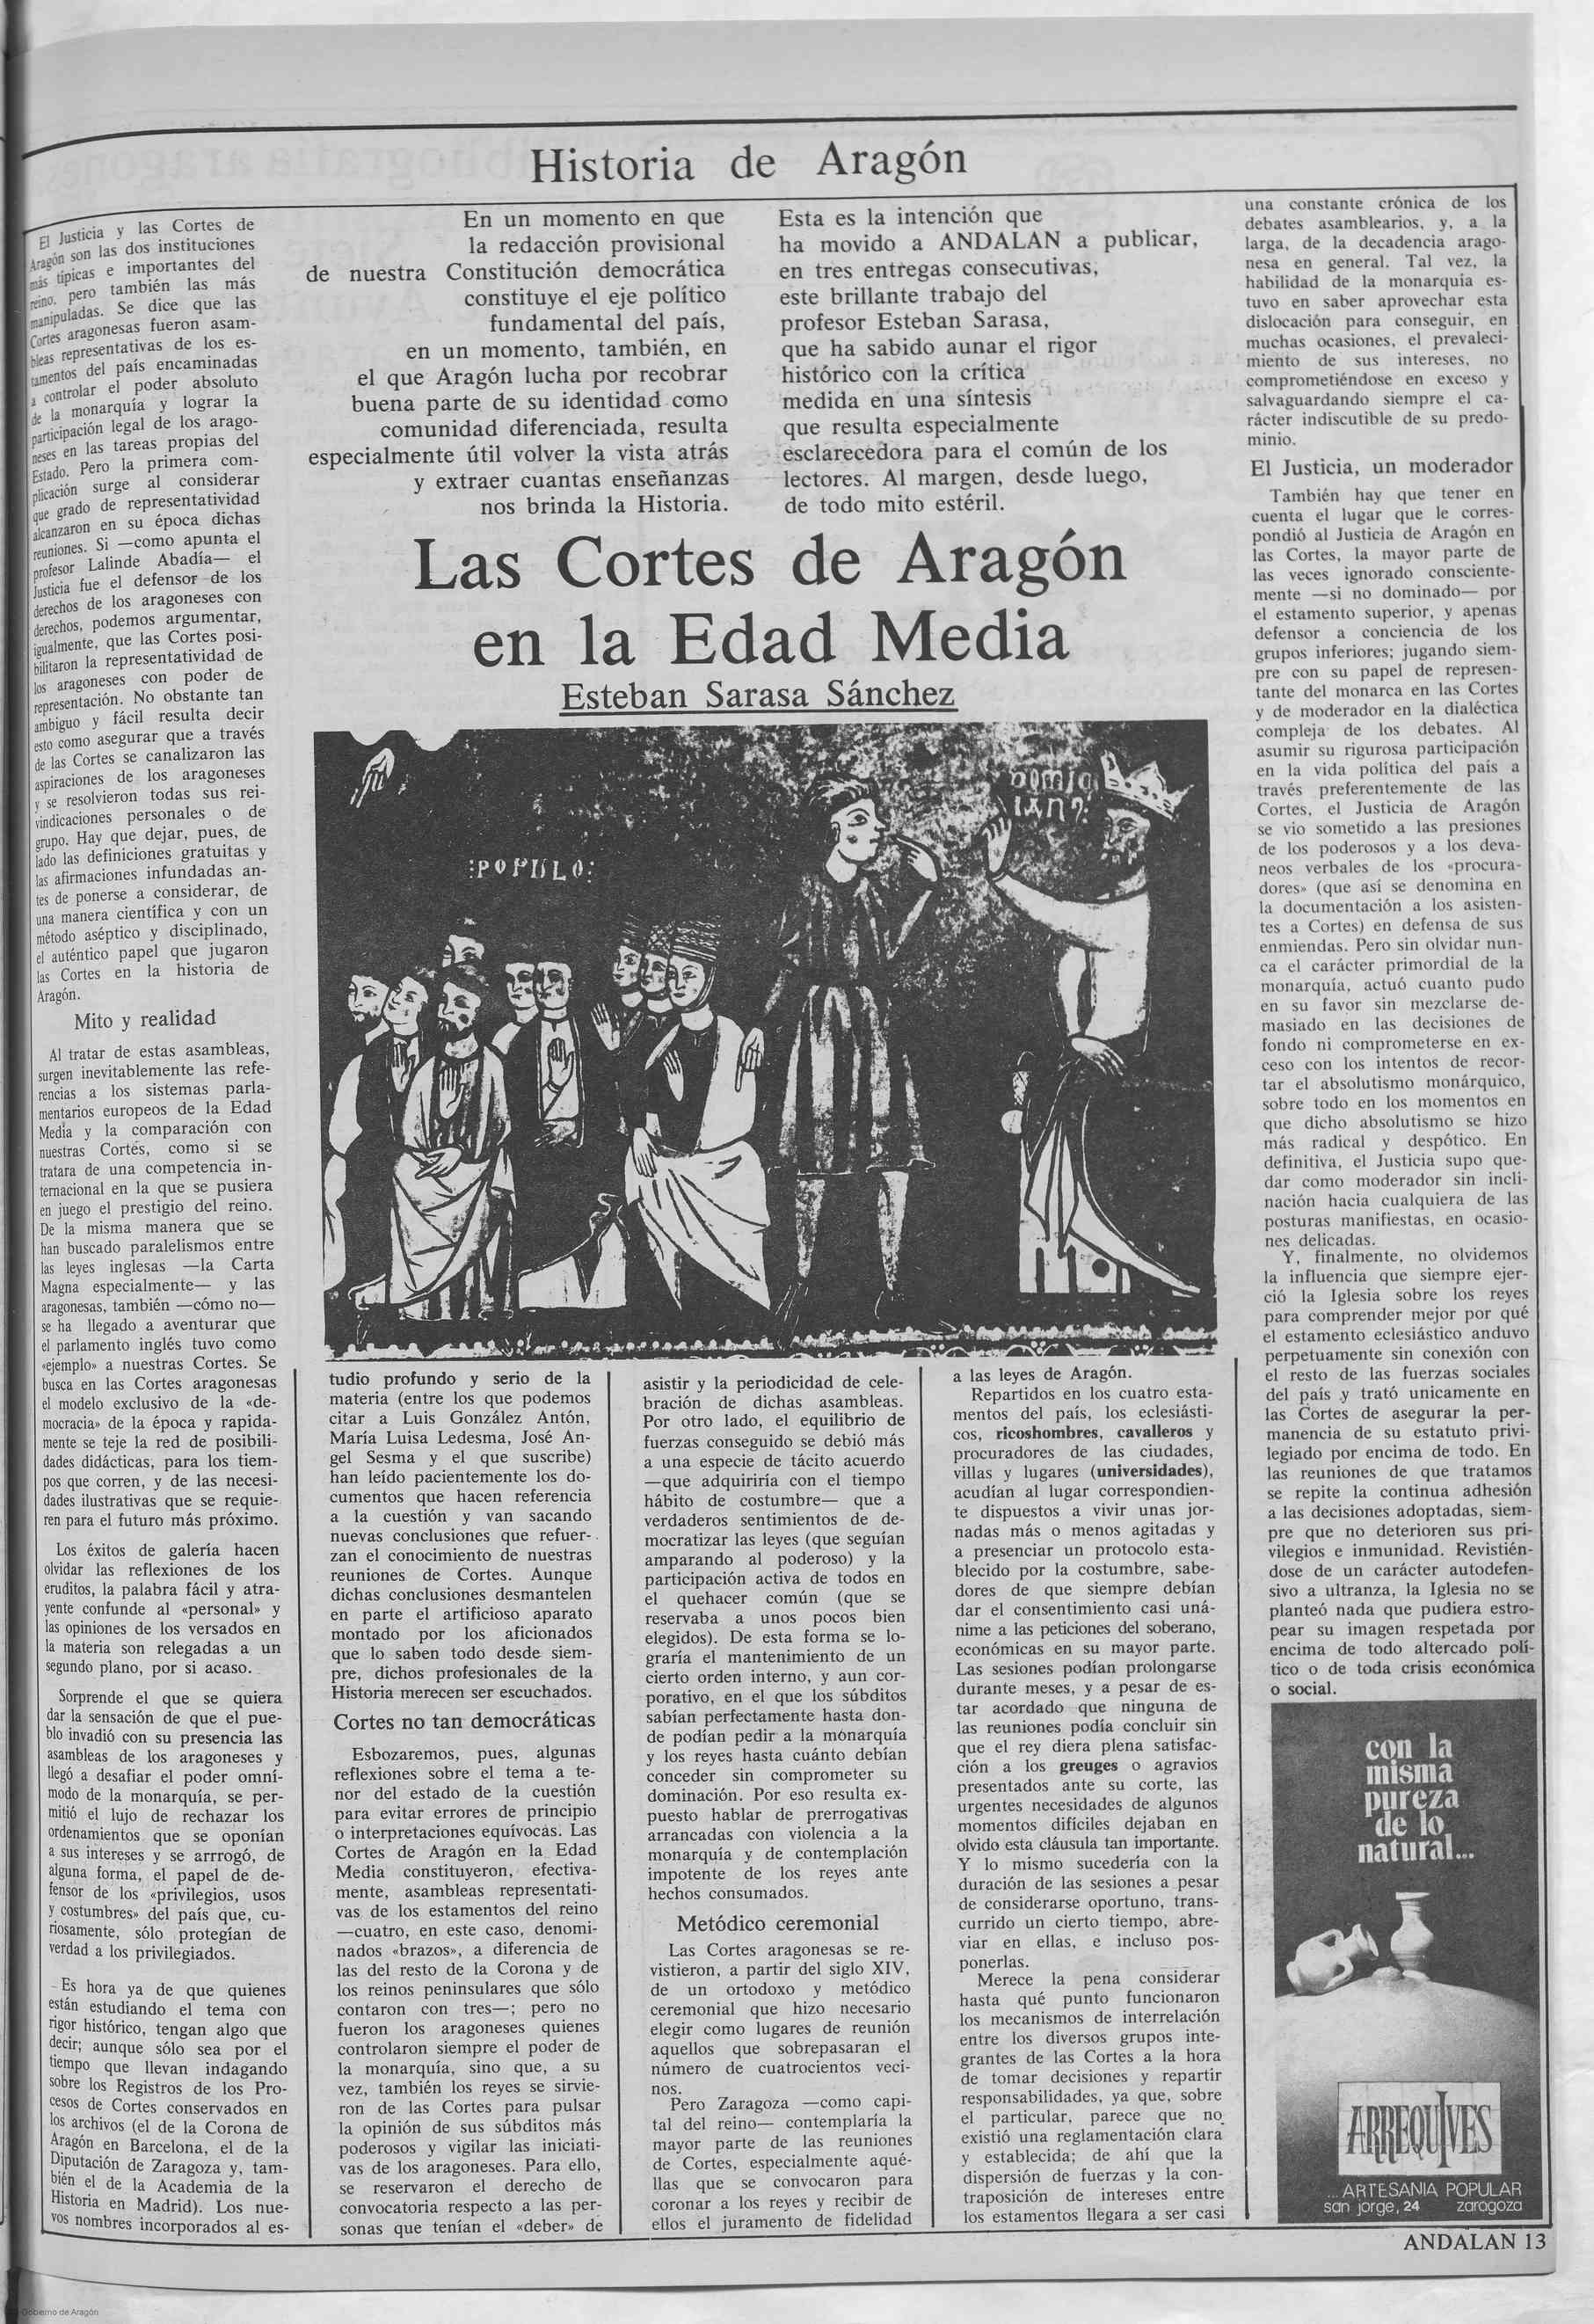 Historia de Aragón
En un momento en que
la redacción provisional
de nuestra Constitución democrática
constituye el eje político
fundamental del país,
en un momento, también, en
el que Aragón lucha por recobrar
buena parte de su identidad como
comunidad diferenciada, resulta
especialmente útil volver la vista atrás
y extraer cuantas enseñanzas
nos brinda la Historia.
Esta es la intención que
ha movido a ANDALAN a publicar,
en tres entregas consecutivas,
este brillante trabajo del
profesor Esteban Sarasa,
que ha sabido aunar el rigor
histórico con la crítica
medida en una síntesis
que resulta especialmente
esclarecedora para el común de los
lectores. Al margen, desde luego,
de todo mito estéril.
Las Cortes de Aragón
en la Edad Media
Esteban Sarasa Sánchez
El Justicia y las Cortes de
Aragón son las dos instituciones
más típicas e importantes del
reino, pero también las más
manipuladas. Se dice que las
Cortes aragonesas fueron asam-
bleas representativas de los es-
tamentos del país encaminadas
a controlar el poder absoluto
de la monarquía y lograr la
participación legal de los arago-
neses en las tareas propias del
Estado. Pero la primera com-
plicación surge al considerar
que grado de representatividad
alcanzaron en su época dichas
reuniones. Si —como apunta el
profesor Lalinde Abadía— el
Justicia fue el defensor de los
derechos de los aragoneses con
derechos, podemos argumentar,
igualmente, que las Cortes posi-
bilitaron la representatividad de
los aragoneses con poder de
representación. No obstante tan
ambiguo y fácil resulta decir
esto como asegurar que a través
de las Cortes se canalizaron las
aspiraciones de los aragoneses
y se resolvieron todas sus rei-
vindicaciones personales o de
grupo. Hay que dejar, pues, de
lado las definiciones gratuitas y
las afirmaciones infundadas an-
tes de ponerse a considerar, de
una manera científica y con un
método aséptico y disciplinado,
el auténtico papel que jugaron
las Cortes en la historia de
Aragón.
Mito y realidad
Al tratar de estas asambleas,
surgen inevitablemente las refe-
rencias a los sistemas parla-
mentarios europeos de la Edad
Media y la comparación con
nuestras Cortés, como si se
tratara de una competencia in-
ternacional en la que se pusiera
en juego el prestigio del reino.
De la misma manera que se
han buscado paralelismos entre
las leyes inglesas —la Carta
Magna especialmente— y las
aragonesas, también —cómo no—
se ha llegado a aventurar que
el parlamento inglés tuvo como
«ejemplo» a nuestras Cortes. Se
busca en las Cortes aragonesas
el modelo exclusivo de la «de-
mocracia» de la época y rapida-
mente se teje la red de posibili-
dades didácticas, para los tiem-
pos que corren, y de las necesi-
dades ilustrativas que se requie-
ren para el futuro más próximo.
Los éxitos de galería hacen
olvidar las reflexiones de los
eruditos, la palabra fácil y atra-
yente confunde al «personal» y
las opiniones de los versados en
la materia son relegadas a un
segundo plano, por si acaso.
Sorprende el que se quiera
dar la sensación de que el pue-
blo invadió con su presencia las
asambleas de los aragoneses y
llegó a desafiar el poder omní-
modo de la monarquía, se per-
mitió el lujo de rechazar los
ordenamientos que se oponían
a sus intereses y se arrrogó, de
alguna forma, el papel de de-
fensor de los «privilegios, usos
y costumbres» del país que, cu-
riosamente, sólo protegían de
verdad a los privilegiados.
Es hora ya de que quienes
están estudiando el tema con
rigor histórico, tengan algo que
decir; aunque sólo sea por el
tiempo que llevan indagando
sobre los Registros de los Pro-
cesos de Cortes conservados en
los archivos (el de la Corona de
Aragón en Barcelona, el de la
Diputación de Zaragoza y, tam-
bién el de la Academia de la
Historia en Madrid). Los nue-
vos nombres incorporados al es-
:POPULO:
DOMIC
IANꝰ:
tudio profundo y serio de la
materia (entre los que podemos
citar a Luis González Antón,
María Luisa Ledesma, José An-
gel Sesma y el que suscribe)
han leído pacientemente los do-
cumentos que hacen referencia
a la cuestión y van sacando
nuevas conclusiones que refuer-
zan el conocimiento de nuestras
reuniones de Cortes. Aunque
dichas conclusiones desmantelen
en parte el artificioso aparato
montado por los aficionados
que lo saben todo desde siem-
pre, dichos profesionales de la
Historia merecen ser escuchados.
Cortes no tan democráticas
Esbozaremos, pues, algunas
reflexiones sobre el tema a te-
nor del estado de la cuestión
para evitar errores de principio
o interpretaciones equívocas. Las
Cortes de Aragón en la Edad
Media constituyeron, efectiva-
mente, asambleas representati-
vas de los estamentos del reino
—cuatro, en este caso, denomi-
nados «brazos», a diferencia de
las del resto de la Corona y de
los reinos peninsulares que sólo
contaron con tres—; pero no
fueron los aragoneses quienes
controlaron siempre el poder de
la monarquía, sino que, a su
vez, también los reyes se sirvie-
ron de las Cortes para pulsar
la opinión de sus súbditos más
poderosos y vigilar las iniciati-
vas de los aragoneses. Para ello,
se reservaron el derecho de
convocatoria respecto a las per-
sonas que tenían el «deber» de
asistir y la periodicidad de cele-
bración de dichas asambleas.
Por otro lado, el equilibrio de
fuerzas conseguido se debió más
a una especie de tácito acuerdo
—que adquiriría con el tiempo
hábito de costumbre— que a
verdaderos sentimientos de de-
mocratizar las leyes (que seguían
amparando al poderoso) y la
participación activa de todos en
el quehacer común (que se
reservaba a unos pocos bien
elegidos). De esta forma se lo-
graría el mantenimiento de un
cierto orden interno, y aun cor-
porativo, en el que los súbditos
sabían perfectamente hasta don-
de podían pedir a la monarquía
y los reyes hasta cuánto debían
conceder sin comprometer su
dominación. Por eso resulta ex-
puesto hablar de prerrogativas
arrancadas con violencia a la
monarquía y de contemplación
impotente de los reyes ante
hechos consumados.
Metódico ceremonial
Las Cortes aragonesas se re-
vistieron, a partir del siglo XIV,
de un ortodoxo y metódico
ceremonial que hizo necesario
elegir como lugares de reunión
aquellos que sobrepasaran el
número de cuatrocientos veci-
nos.
Pero Zaragoza —como capi-
tal del reino— contemplaría la
mayor parte de las reuniones
de Cortes, especialmente aqué-
llas que se convocaron para
coronar a los reyes y recibir de
ellos el juramento de fidelidad
a las leyes de Aragón.
Repartidos en los cuatro esta-
mentos del país, los eclesiásti-
cos, ricoshombres, cavalleros y
procuradores de las ciudades,
villas y lugares (universidades),
acudían al lugar correspondien-
te dispuestos a vivir unas jor-
nadas más o menos agitadas y
a presenciar un protocolo esta-
blecido por la costumbre, sabe-
dores de que siempre debían
dar el consentimiento casi uná-
nime a las peticiones del soberano,
económicas en su mayor parte.
Las sesiones podían prolongarse
durante meses, y a pesar de es-
tar acordado que ninguna de
las reuniones podía concluir sin
que el rey diera plena satisfac-
ción a los greuges o agravios
presentados ante su corte, las
urgentes necesidades de algunos
momentos difíciles dejaban en
olvido esta cláusula tan importante.
Y lo mismo sucedería con la
duración de las sesiones a pesar
de considerarse oportuno, trans-
currido un cierto tiempo, abre-
viar en ellas, e incluso pos-
ponerlas.
Merece la pena considerar
hasta qué punto funcionaron
los mecanismos de interrelación
entre los diversos grupos inte-
grantes de las Cortes a la hora
de tomar decisiones y repartir
responsabilidades, ya que, sobre
el particular, parece que no
existió una reglamentación clara
y establecida; de ahí que la
dispersión de fuerzas y la con-
traposición de intereses entre
los estamentos llegara a ser casi
una constante crónica de los
debates asamblearios, y, a la
larga, de la decadencia arago-
nesa en general. Tal vez, la
habilidad de la monarquía es-
tuvo en saber aprovechar esta
dislocación para conseguir, en
muchas ocasiones, el prevaleci-
miento de sus intereses, no
comprometiéndose en exceso y
salvaguardando siempre el ca-
rácter indiscutible de su predo-
minio.
El Justicia, un moderador
También hay que tener en
cuenta el lugar que le corres-
pondió al Justicia de Aragón en
las Cortes, la mayor parte de
las veces ignorado consciente-
mente —si no dominado— por
el estamento superior, y apenas
defensor a conciencia de los
grupos inferiores; jugando siem-
pre con su papel de represen-
tante del monarca en las Cortes
y de moderador en la dialéctica
compleja de los debates. Al
asumir su rigurosa participación
en la vida política del país a
través preferentemente de las
Cortes, el Justicia de Aragón
se vio sometido a las presiones
de los poderosos y a los deva-
neos verbales de los «procura-
dores» (que así se denomina en
la documentación a los asisten-
tes a Cortes) en defensa de sus
enmiendas. Pero sin olvidar nun-
ca el carácter primordial de la
monarquía, actuó cuanto pudo
en su favor sin mezclarse de-
masiado en las decisiones de
fondo ni comprometerse en ex-
ceso con los intentos de recor-
tar el absolutismo monárquico,
sobre todo en los momentos en
que dicho absolutismo se hizo
más radical y despótico. En
definitiva, el Justicia supo que-
dar como moderador sin incli-
nación hacia cualquiera de las
posturas manifiestas, en ocasio-
nes delicadas.
Y, finalmente, no olvidemos
la influencia que siempre ejer-
ció la Iglesia sobre los reyes
para comprender mejor por qué
el estamento eclesiástico anduvo
perpetuamente sin conexión con
el resto de las fuerzas sociales
del país y trató unicamente en
las Cortes de asegurar la per-
manencia de su estatuto privi-
legiado por encima de todo. En
las reuniones de que tratamos
se repite la continua adhesión
a las decisiones adoptadas, siem-
pre que no deterioren sus pri-
vilegios e inmunidad. Revistién-
dose de un carácter autodefen-
sivo a ultranza, la Iglesia no se
planteó nada que pudiera estro-
pear su imagen respetada por
encima de todo altercado polí-
tico o de toda crisis económica
o social.
con la
misma
pureza
de lo
natural...
ARREQUIVES
...ARTESANIA POPULAR
san jorge, 24 zaragoza
ANDALAN 13
Gobierno de Aragón